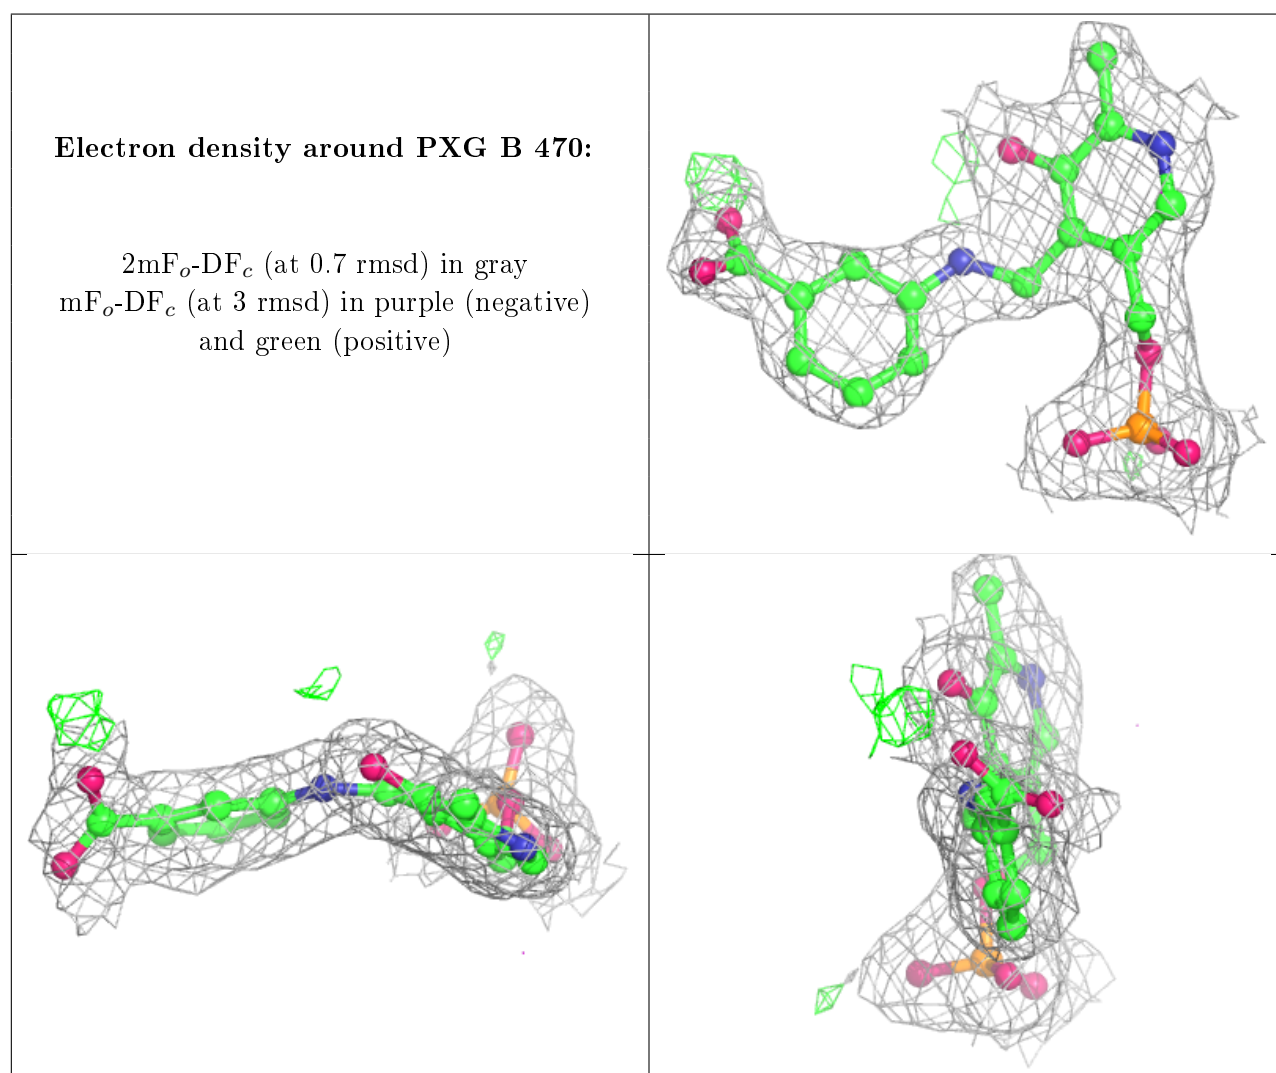 Electron density around PXG B 470:
2mFo-DFc (at 0.7 rmsd) in gray
mFo-DFc (at 3 rmsd) in purple (negative)
and green (positive)